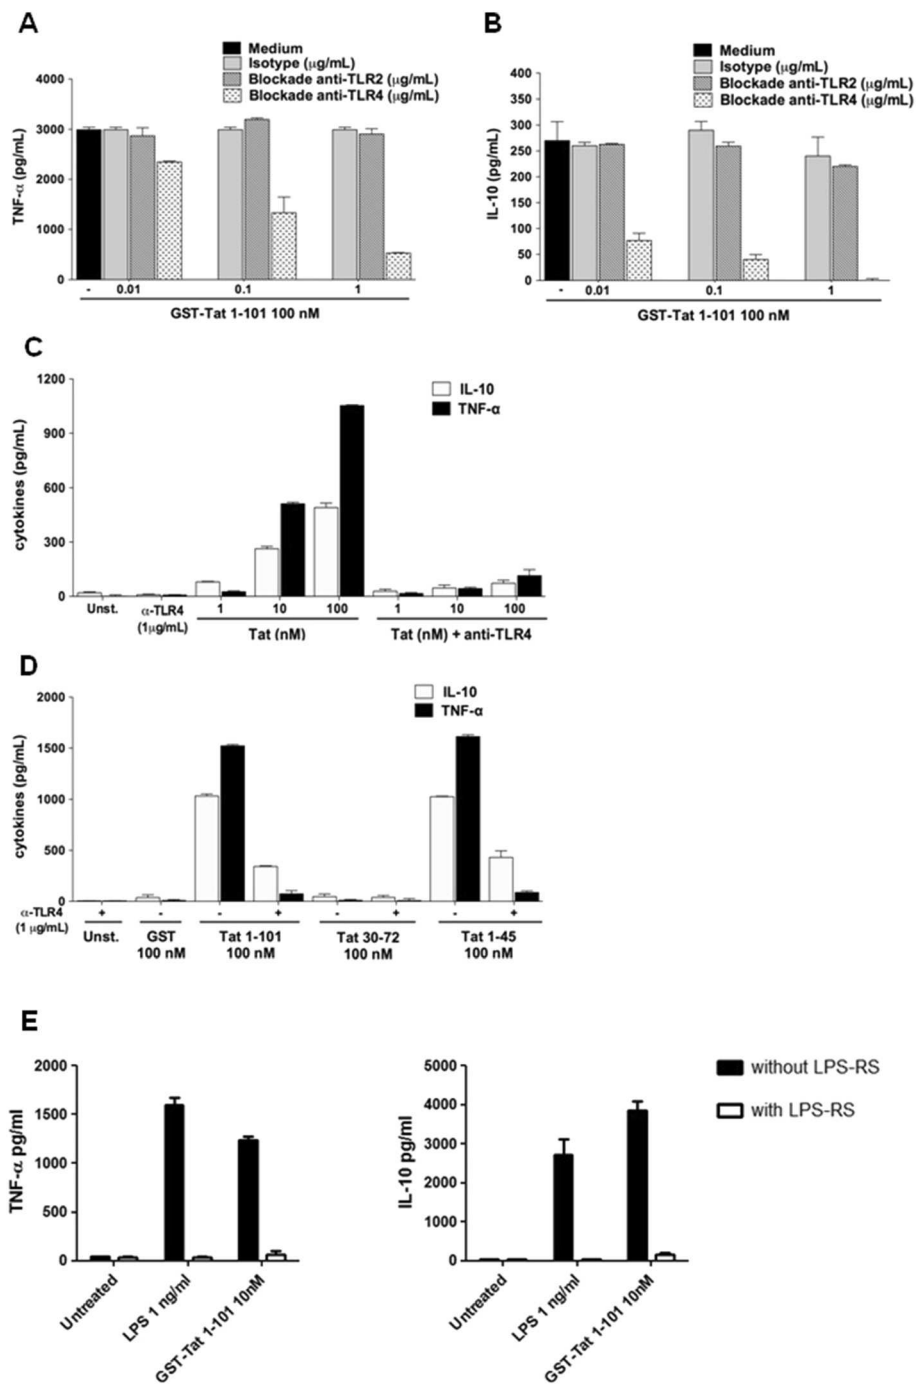 A
Medium
Isotype (μg/mL)
Blockade anti-TLR2 (μg/mL)
Blockade anti-TLR4 (μg/mL)
TNF-α (pg/mL)
4000
3000
2000
1000
0
- 0.01 0.1 1
GST-Tat 1-101 100 nM
B
Medium
Isotype (μg/mL)
Blockade anti-TLR2 (μg/mL)
Blockade anti-TLR4 (μg/mL)
IL-10 (pg/mL)
400
350
300
250
200
150
100
50
0
- 0.01 0.1 1
GST-Tat 1-101 100 nM
C
IL-10
TNF-α
cytokines (pg/mL)
1200
900
600
300
0
Unst. α-TLR4 1 10 100 1 10 100
(1μg/mL)
Tat (nM) Tat (nM) + anti-TLR4
D
IL-10
TNF-α
cytokines (pg/mL)
2000
1500
1000
500
0
α-TLR4 + - - + - + - +
(1 μg/mL)
Unst. GST Tat 1-101 Tat 30-72 Tat 1-45
100 nM 100 nM 100 nM 100 nM
E
TNF-α pg/ml
2000
1500
1000
500
0
Untreated
LPS 1 ng/ml
GST-Tat 1-101 10nM
IL-10 pg/ml
5000
4000
3000
2000
1000
0
Untreated
LPS 1 ng/ml
GST-Tat 1-101 10nM
without LPS-RS
with LPS-RS